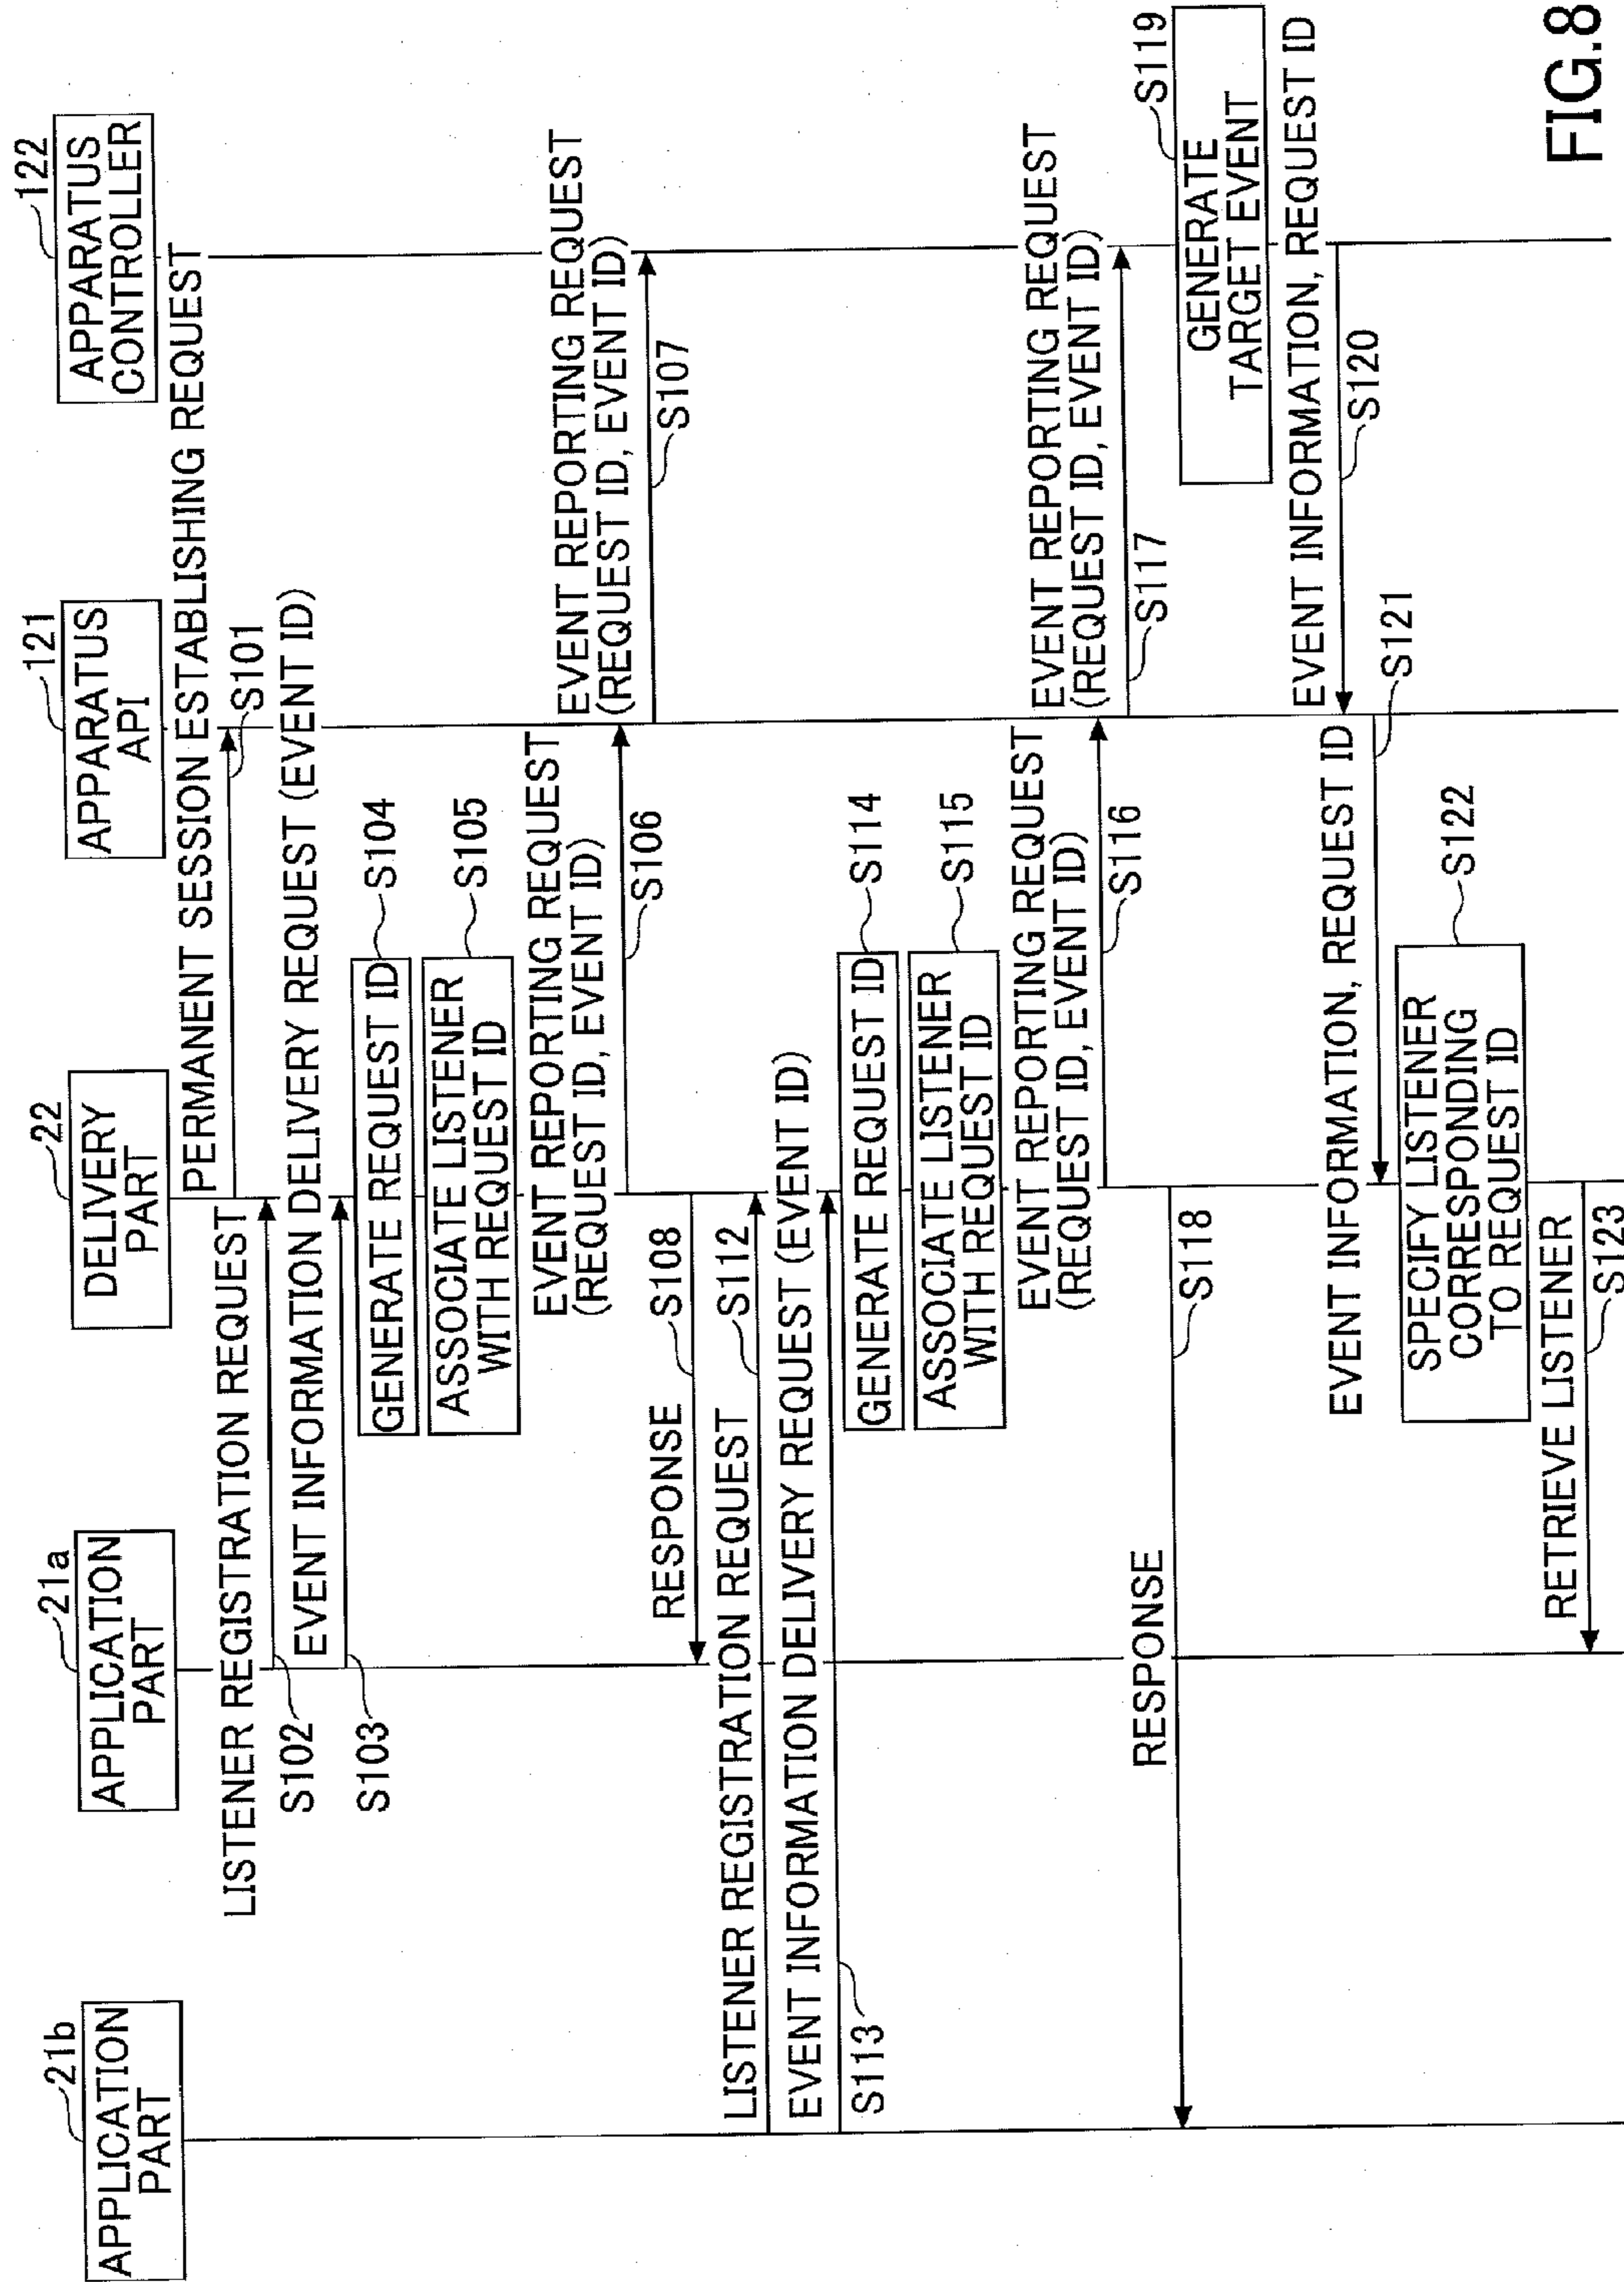 21b
APPLICATION
PART
21a
APPLICATION
PART
22
DELIVERY
PART
121
APPARATUS
API
122
APPARATUS
CONTROLLER
PERMANENT SESSION ESTABLISHING REQUEST
S101
LISTENER REGISTRATION REQUEST
S102
EVENT INFORMATION DELIVERY REQUEST (EVENT ID)
S103
GENERATE REQUEST ID
S104
ASSOCIATE LISTENER
WITH REQUEST ID
S105
EVENT REPORTING REQUEST
(REQUEST ID, EVENT ID)
S106
EVENT REPORTING REQUEST
(REQUEST ID, EVENT ID)
S107
RESPONSE
S108
LISTENER REGISTRATION REQUEST
S112
EVENT INFORMATION DELIVERY REQUEST (EVENT ID)
S113
GENERATE REQUEST ID
S114
ASSOCIATE LISTENER
WITH REQUEST ID
S115
EVENT REPORTING REQUEST
(REQUEST ID, EVENT ID)
S116
EVENT REPORTING REQUEST
(REQUEST ID, EVENT ID)
S117
RESPONSE
S118
GENERATE
TARGET EVENT
S119
EVENT INFORMATION, REQUEST ID
S120
EVENT INFORMATION, REQUEST ID
S121
SPECIFY LISTENER
CORRESPONDING
TO REQUEST ID
S122
RETRIEVE LISTENER
S123
FIG.8